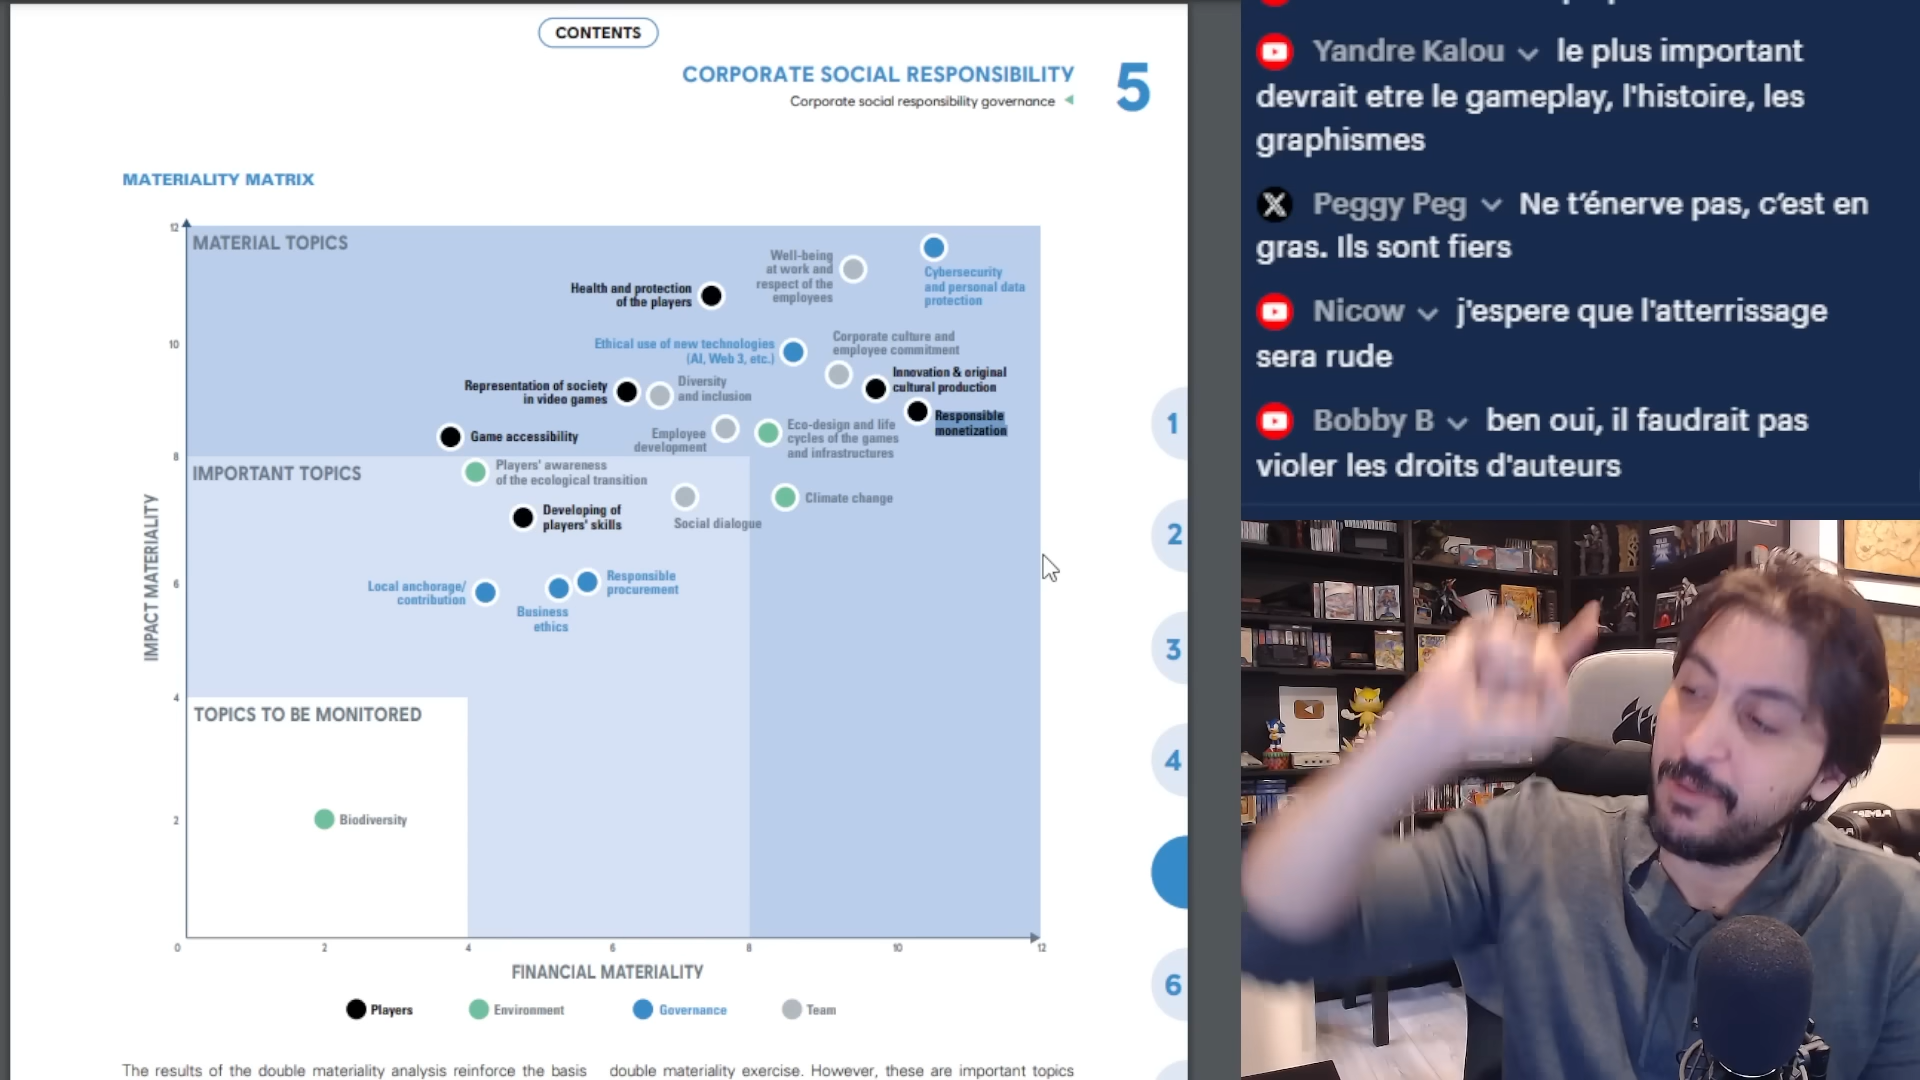 CONTENTS
CORPORATE SOCIAL RESPONSIBILITY
Corporate social responsibility governance
5
MATERIALITY MATRIX
12
MATERIAL TOPICS
Well-being
at work and
respect of the
employees
Cybersecurity
and personal data
protection
Health and protection
of the players
10
Ethical use of new technologies
(AI, Web 3, etc.)
Corporate culture and
employee commitment
Innovation & original
cultural production
Representation of society
in video games
Diversity
and inclusion
Responsible
monetization
Game accessibility
Employee
development
Eco-design and life
cycles of the games
and infrastructures
8
IMPORTANT TOPICS
Players' awareness
of the ecological transition
Climate change
Developing of
players' skills
Social dialogue
IMPACT MATERIALITY
6
Local anchorage/
contribution
Responsible
procurement
Business
ethics
4
TOPICS TO BE MONITORED
2
Biodiversity
0
2
4
6
8
10
12
FINANCIAL MATERIALITY
Players
Environment
Governance
Team
The results of the double materiality analysis reinforce the basis
double materiality exercise. However, these are important topics
1
2
3
4
6
Yandre Kalou le plus important
devrait etre le gameplay, l'histoire, les
graphismes
Peggy Peg Ne t'énerve pas, c'est en
gras. Ils sont fiers
Nicow j'espere que l'atterrissage
sera rude
Bobby B ben oui, il faudrait pas
violer les droits d'auteurs